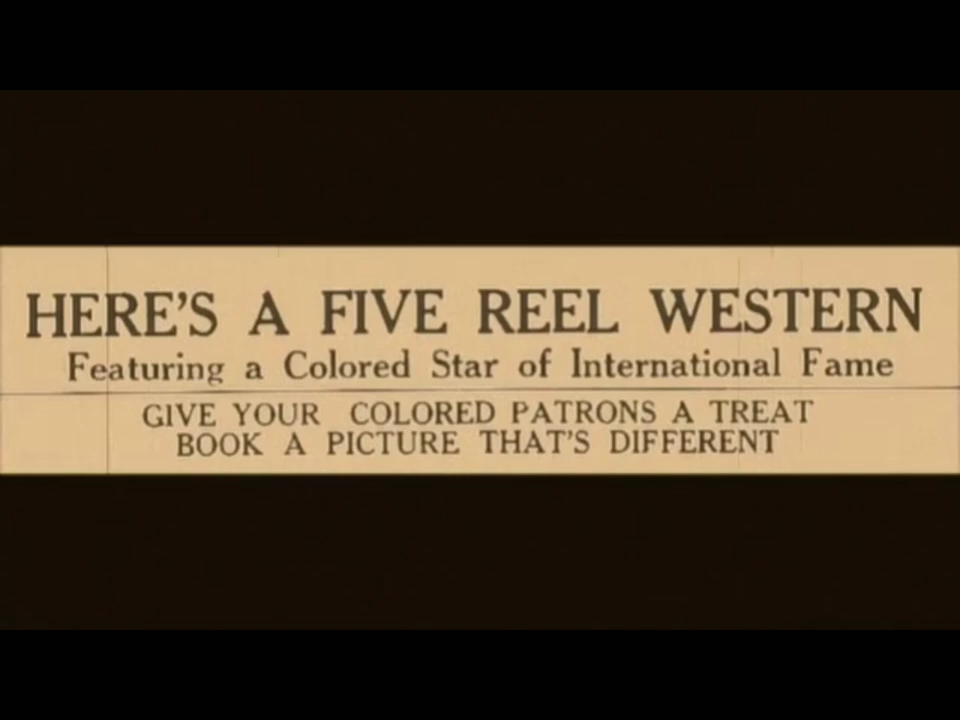 HERE'S A FIVE REEL WESTERN
Featuring a Colored Star of International Fame
GIVE YOUR COLORED PATRONS A TREAT
BOOK A PICTURE THAT'S DIFFERENT